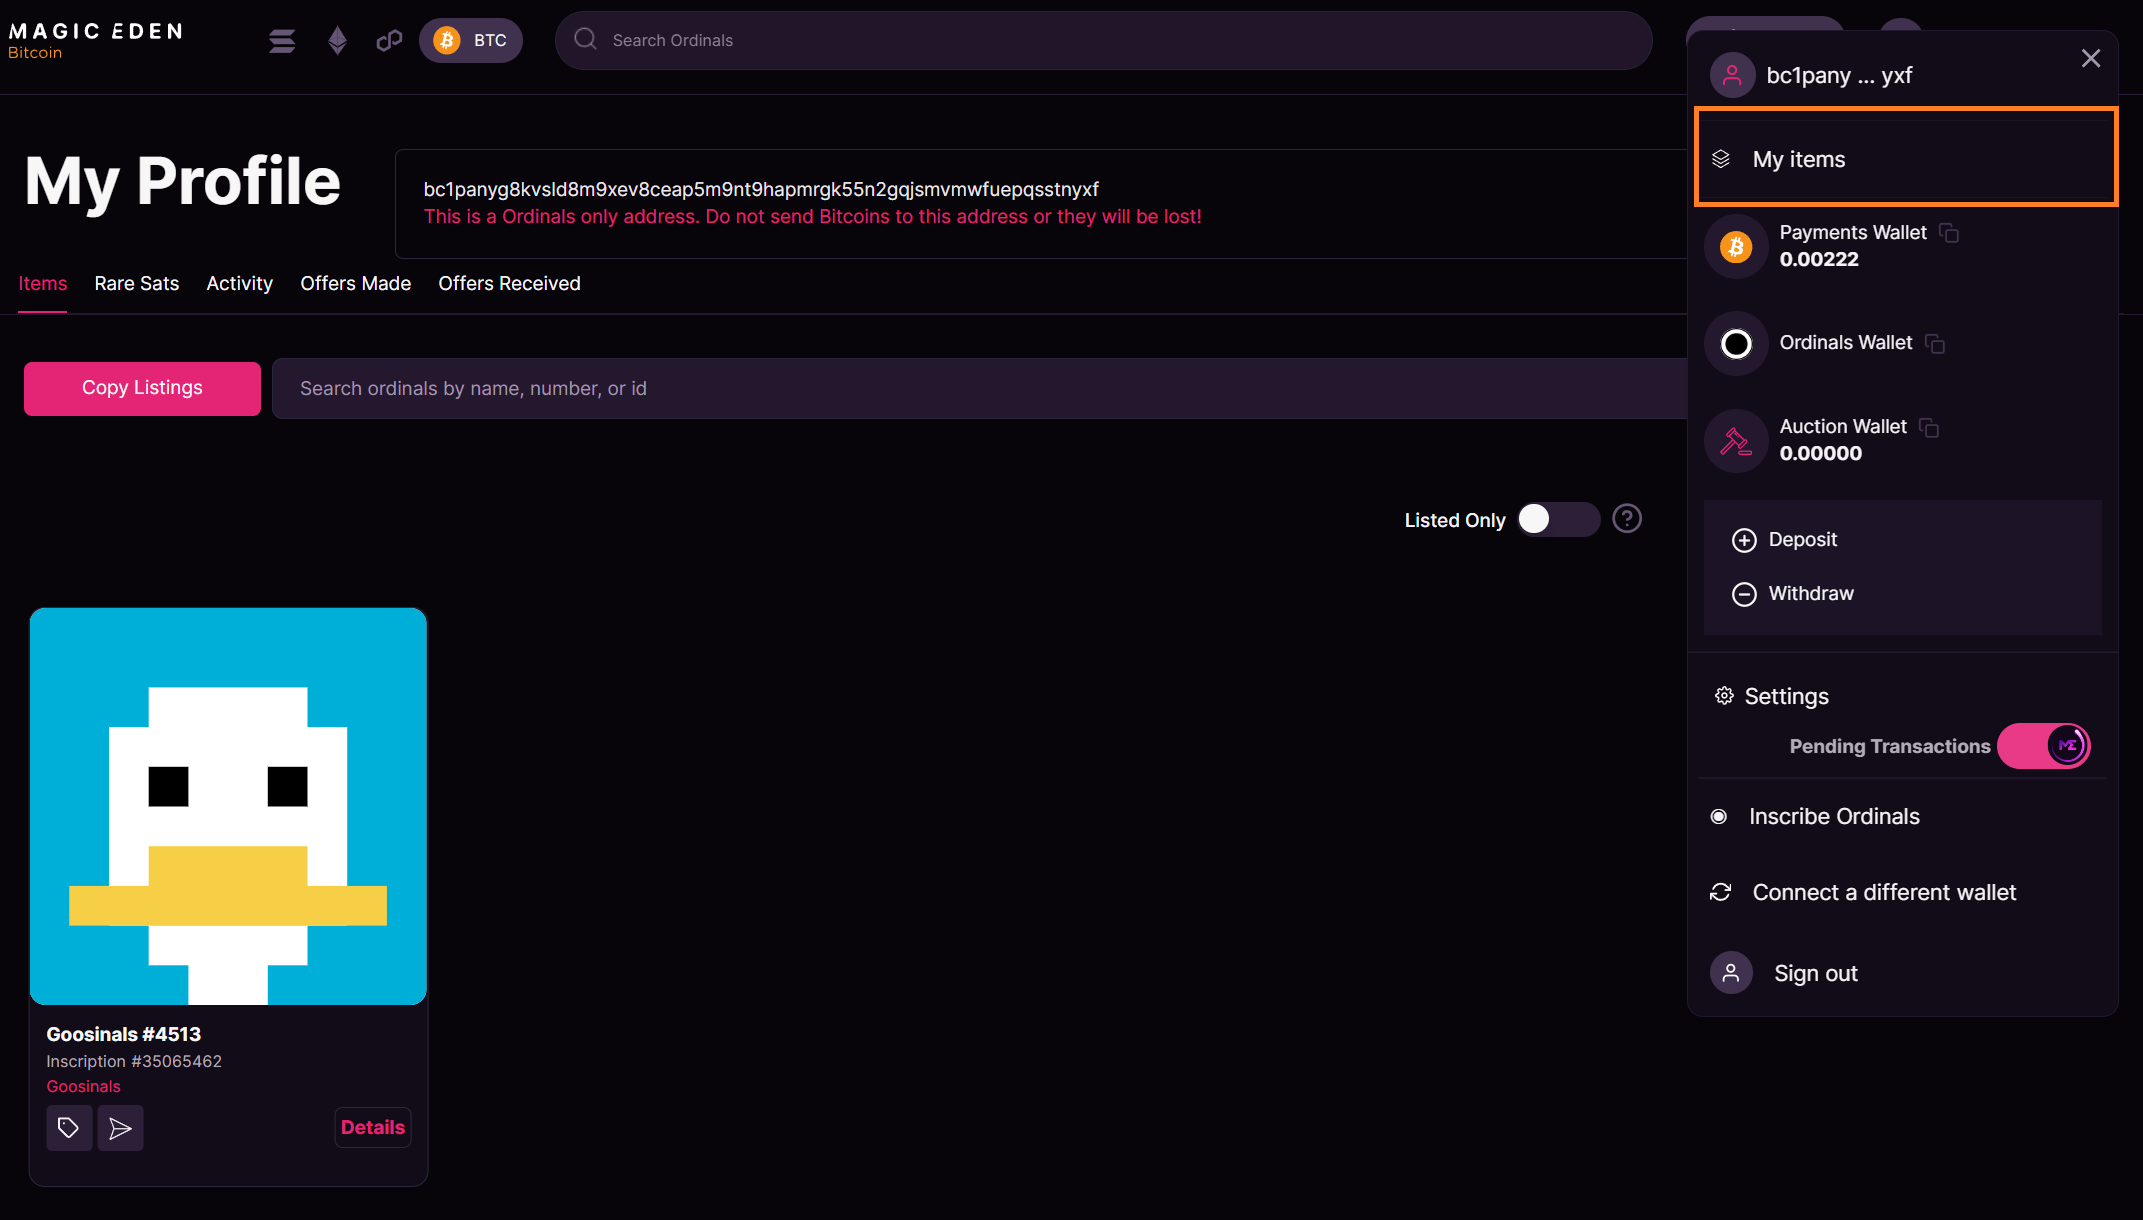 MAGIC EDEN
Bitcoin
BTC
Search Ordinals
My Profile
bc1panyg8kvsld8m9xev8ceap5m9nt9hapmrgk55n2gqjsmvmwfuepqsstnyxf
This is a Ordinals only address. Do not send Bitcoins to this address or they will be lost!
Items Rare Sats Activity Offers Made Offers Received
Copy Listings
Search ordinals by name, number, or id
Listed Only
Goosinals #4513
Inscription #35065462
Goosinals
Details
bc1pany ... yxf
My items
Payments Wallet
0.00222
Ordinals Wallet
Auction Wallet
0.00000
Deposit
Withdraw
Settings
Pending Transactions
Inscribe Ordinals
Connect a different wallet
Sign out